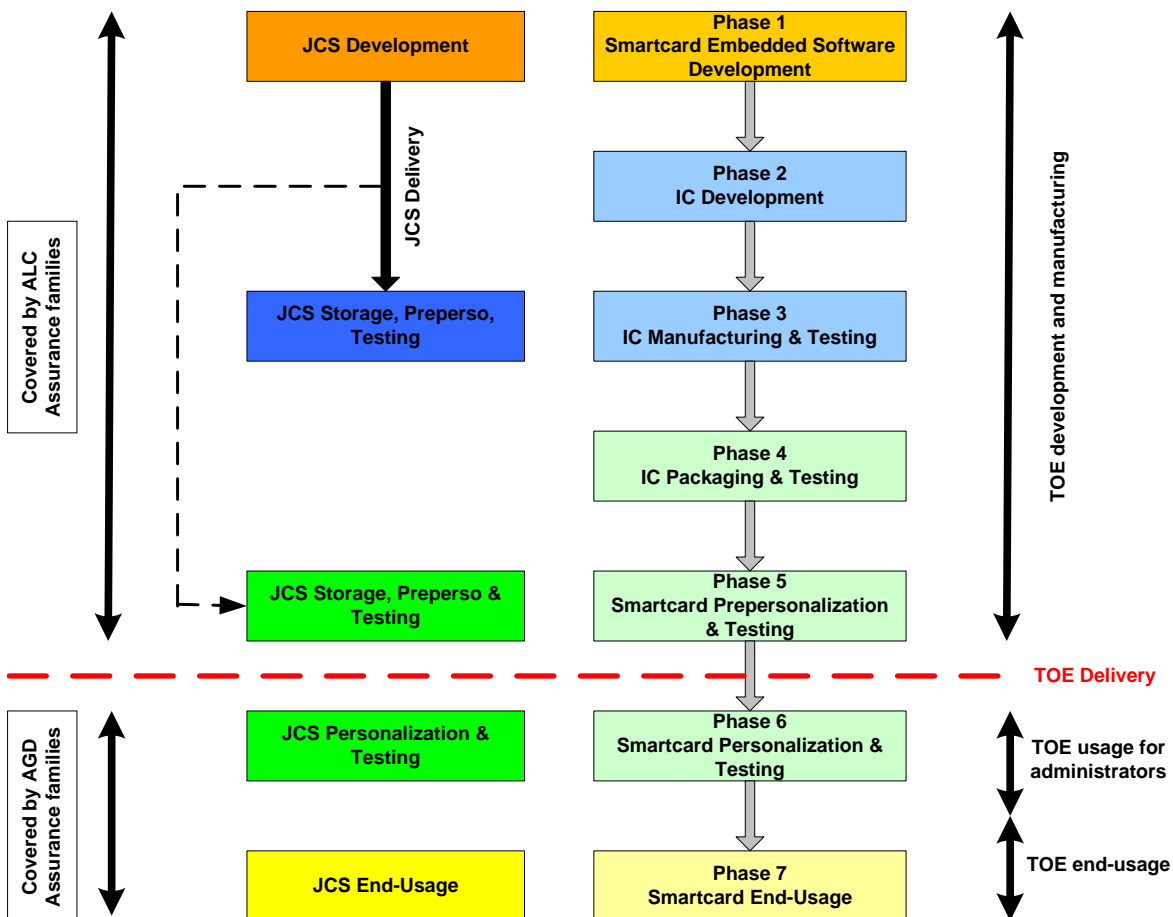 JCS Development
Phase 1
Smartcard Embedded Software
Development
JCS Delivery
Phase 2
IC Development
Covered by ALC
Assurance families
TOE development and manufacturing
JCS Storage, Preperso,
Testing
Phase 3
IC Manufacturing & Testing
Phase 4
IC Packaging & Testing
JCS Storage, Preperso &
Testing
Phase 5
Smartcard Prepersonalization
& Testing
TOE Delivery
Covered by AGD
Assurance families
JCS Personalization &
Testing
Phase 6
Smartcard Personalization &
Testing
TOE usage for
administrators
JCS End-Usage
Phase 7
Smartcard End-Usage
TOE end-usage